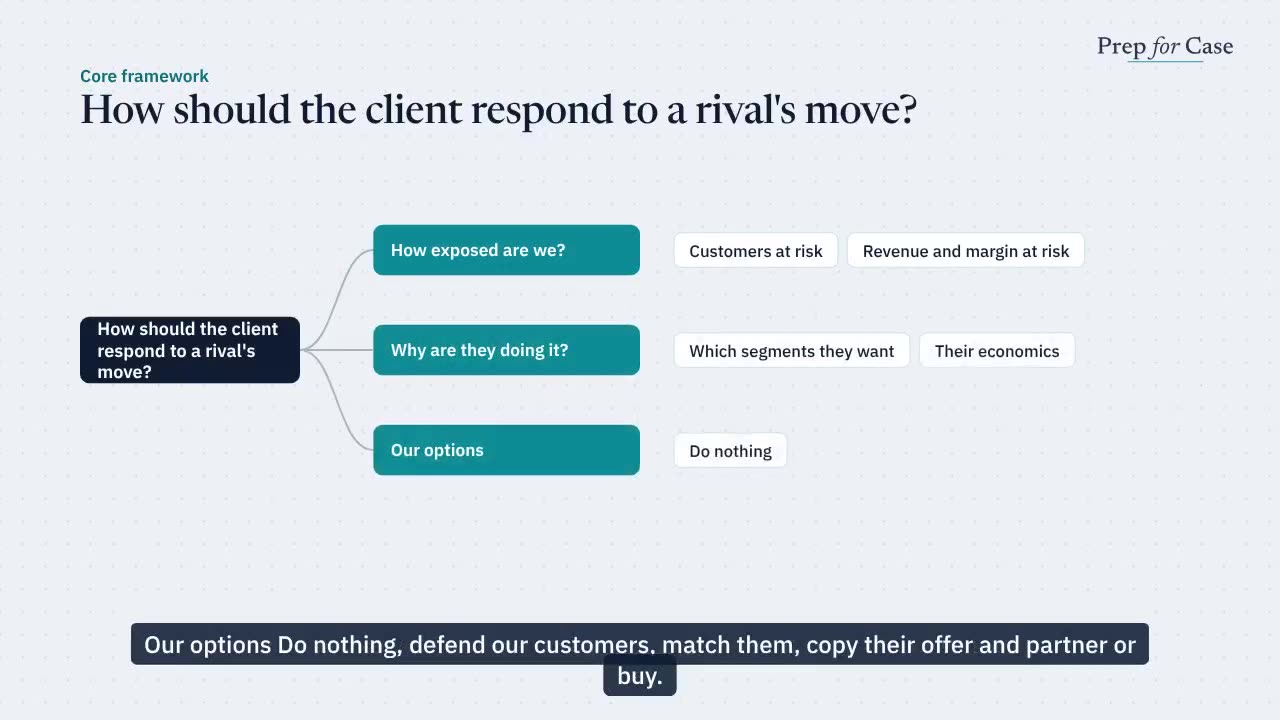 Prep for Case
Core framework
How should the client respond to a rival's move?
How exposed are we?
Customers at risk
Revenue and margin at risk
How should the client
respond to a rival's
move?
Why are they doing it?
Which segments they want
Their economics
Our options
Do nothing
Our options Do nothing, defend our customers, match them, copy their offer and partner or
buy.